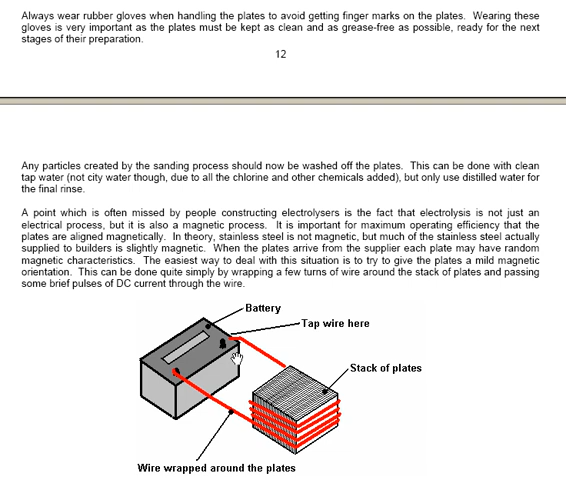 Always wear rubber gloves when handling the plates to avoid getting finger marks on the plates. Wearing these
gloves is very important as the plates must be kept as clean and as grease-free as possible, ready for the next
stages of their preparation.
12
Any particles created by the sanding process should now be washed off the plates. This can be done with clean
tap water (not city water though, due to all the chlorine and other chemicals added), but only use distilled water for
the final rinse.
A point which is often missed by people constructing electrolysers is the fact that electrolysis is not just an
electrical process, but it is also a magnetic process. It is important for maximum operating efficiency that the
plates are aligned magnetically. In theory, stainless steel is not magnetic, but much of the stainless steel actually
supplied to builders is slightly magnetic. When the plates arrive from the supplier each plate may have random
magnetic characteristics. The easiest way to deal with this situation is to try to give the plates a mild magnetic
orientation. This can be done quite simply by wrapping a few turns of wire around the stack of plates and passing
some brief pulses of DC current through the wire.
Battery
Tap wire here
Stack of plates
Wire wrapped around the plates